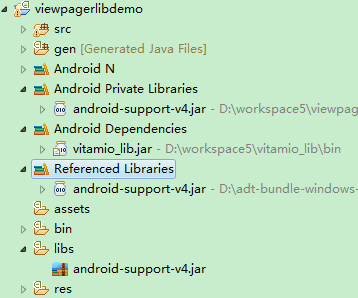 viewpagerlibdemo
src
gen [Generated Java Files]
Android N
Android Private Libraries
android-support-v4.jar - D:\workspace5\viewpag
Android Dependencies
vitamio_lib.jar - D:\workspace5\vitamio_lib\bin
Referenced Libraries
android-support-v4.jar - D:\adt-bundle-windows-
assets
bin
libs
android-support-v4.jar
res